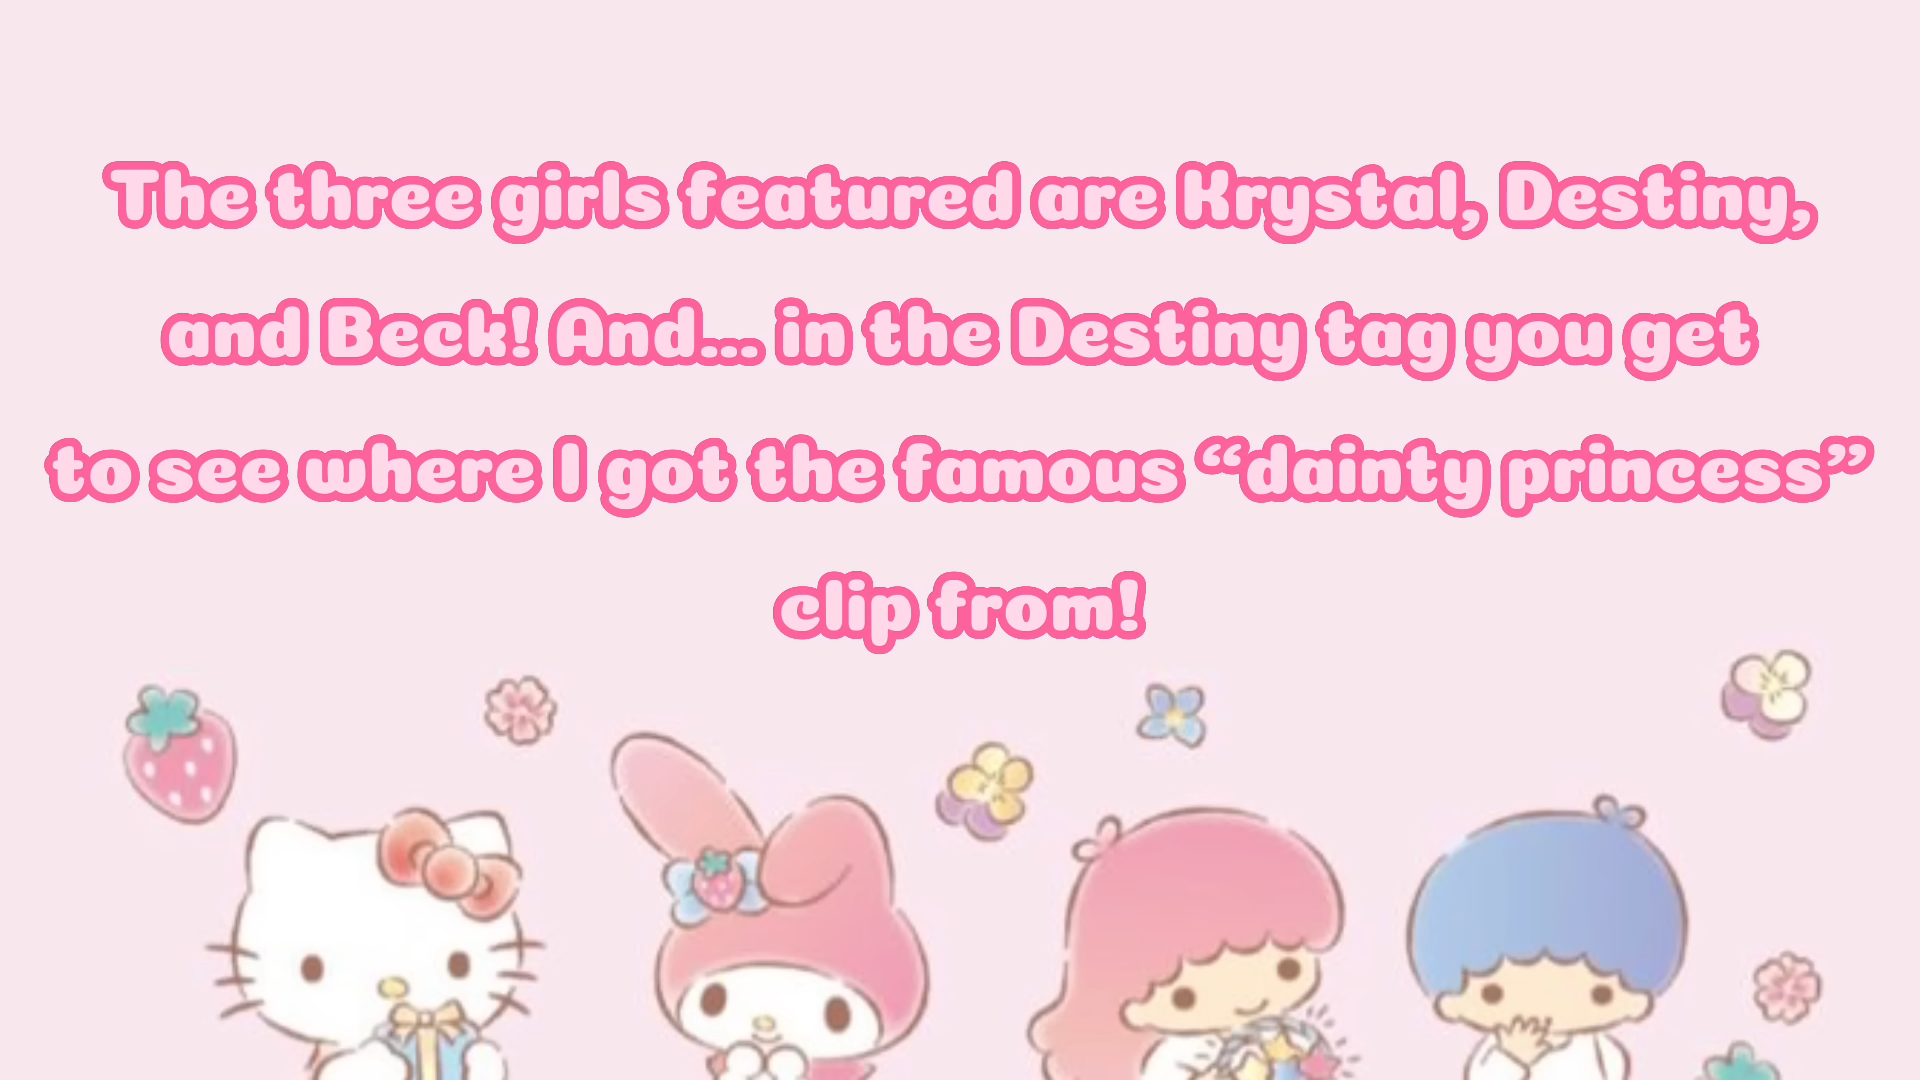 The three girls featured are Krystal, Destiny,
and Beck! And... in the Destiny tag you get
to see where I got the famous “dainty princess”
clip from!